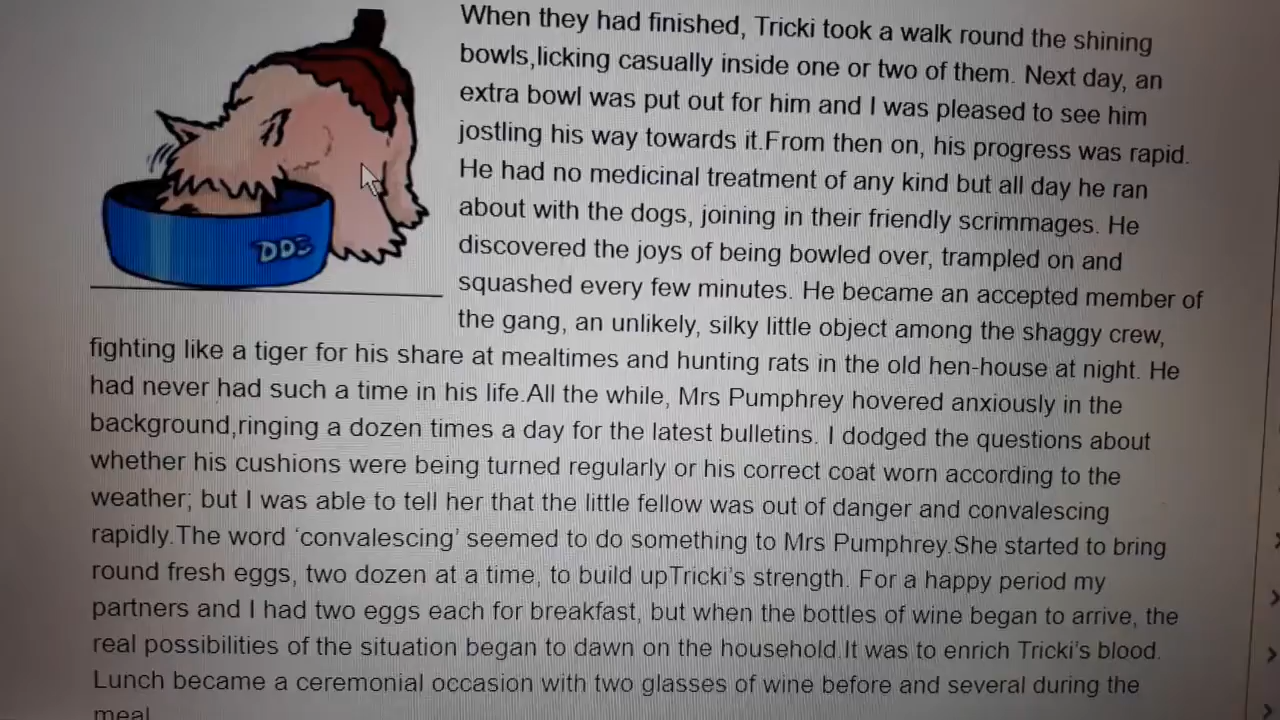 When they had finished, Tricki took a walk round the shining
bowls,licking casually inside one or two of them. Next day, an
extra bowl was put out for him and I was pleased to see him
jostling his way towards it.From then on, his progress was rapid.
He had no medicinal treatment of any kind but all day he ran
about with the dogs, joining in their friendly scrimmages. He
discovered the joys of being bowled over, trampled on and
squashed every few minutes. He became an accepted member of
the gang, an unlikely, silky little object among the shaggy crew,
fighting like a tiger for his share at mealtimes and hunting rats in the old hen-house at night. He
had never had such a time in his life.All the while, Mrs Pumphrey hovered anxiously in the
background,ringing a dozen times a day for the latest bulletins. I dodged the questions about
whether his cushions were being turned regularly or his correct coat worn according to the
weather; but I was able to tell her that the little fellow was out of danger and convalescing
rapidly.The word ‘convalescing’ seemed to do something to Mrs Pumphrey.She started to bring
round fresh eggs, two dozen at a time, to build upTricki’s strength. For a happy period my
partners and I had two eggs each for breakfast, but when the bottles of wine began to arrive, the
real possibilities of the situation began to dawn on the household.It was to enrich Tricki’s blood.
Lunch became a ceremonial occasion with two glasses of wine before and several during the
meal